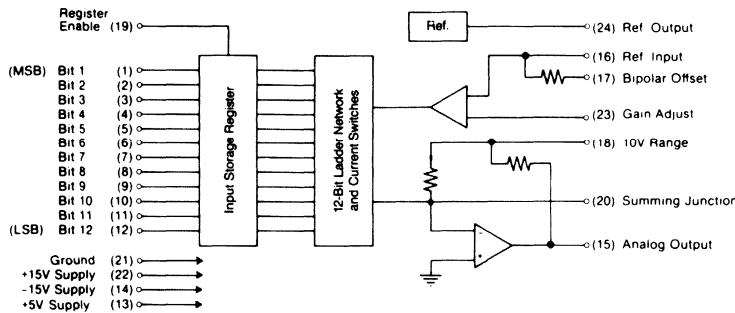 Register
Enable (19)
(MSB) Bit 1 (1)
Bit 2 (2)
Bit 3 (3)
Bit 4 (4)
Bit 5 (5)
Bit 6 (6)
Bit 7 (7)
Bit 8 (8)
Bit 9 (9)
Bit 10 (10)
Bit 11 (11)
(LSB) Bit 12 (12)
Ground (21)
+15V Supply (22)
-15V Supply (14)
+5V Supply (13)
Input Storage Register
12-Bit Ladder Network
and Current Switches
Ref.
(24) Ref Output
(16) Ref Input
(17) Bipolar Offset
(23) Gain Adjust
(18) 10V Range
(20) Summing Junction
-
+
(15) Analog Output